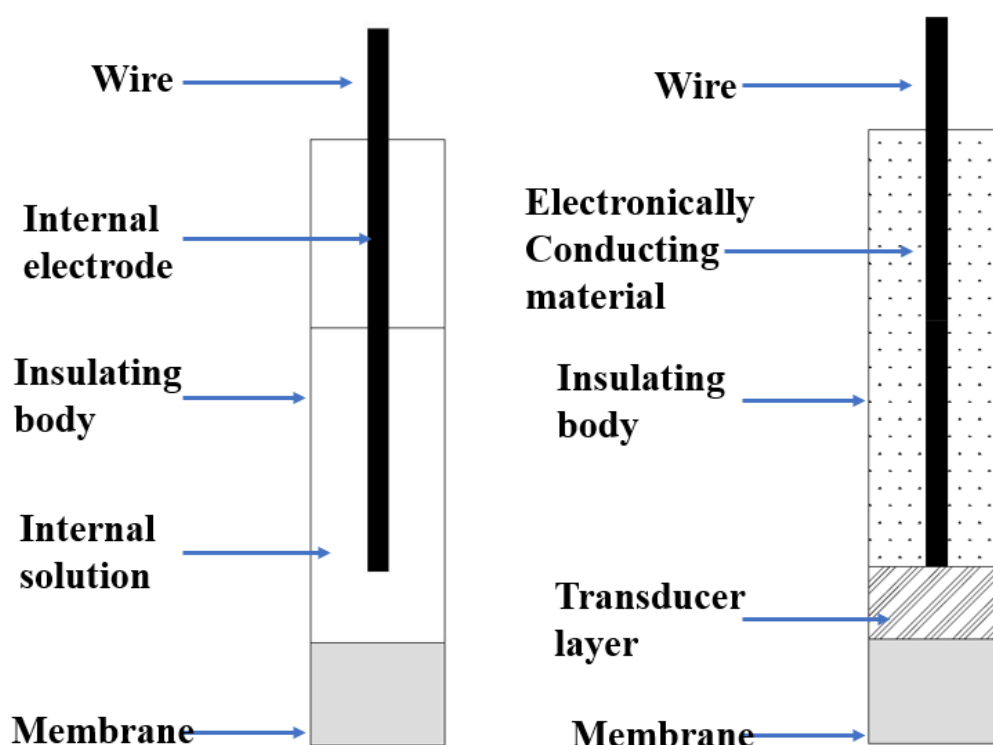 Wire
Internal
electrode
Insulating
body
Internal
solution
Membrane
Wire
Electronically
Conducting
material
Insulating
body
Transducer
layer
Membrane